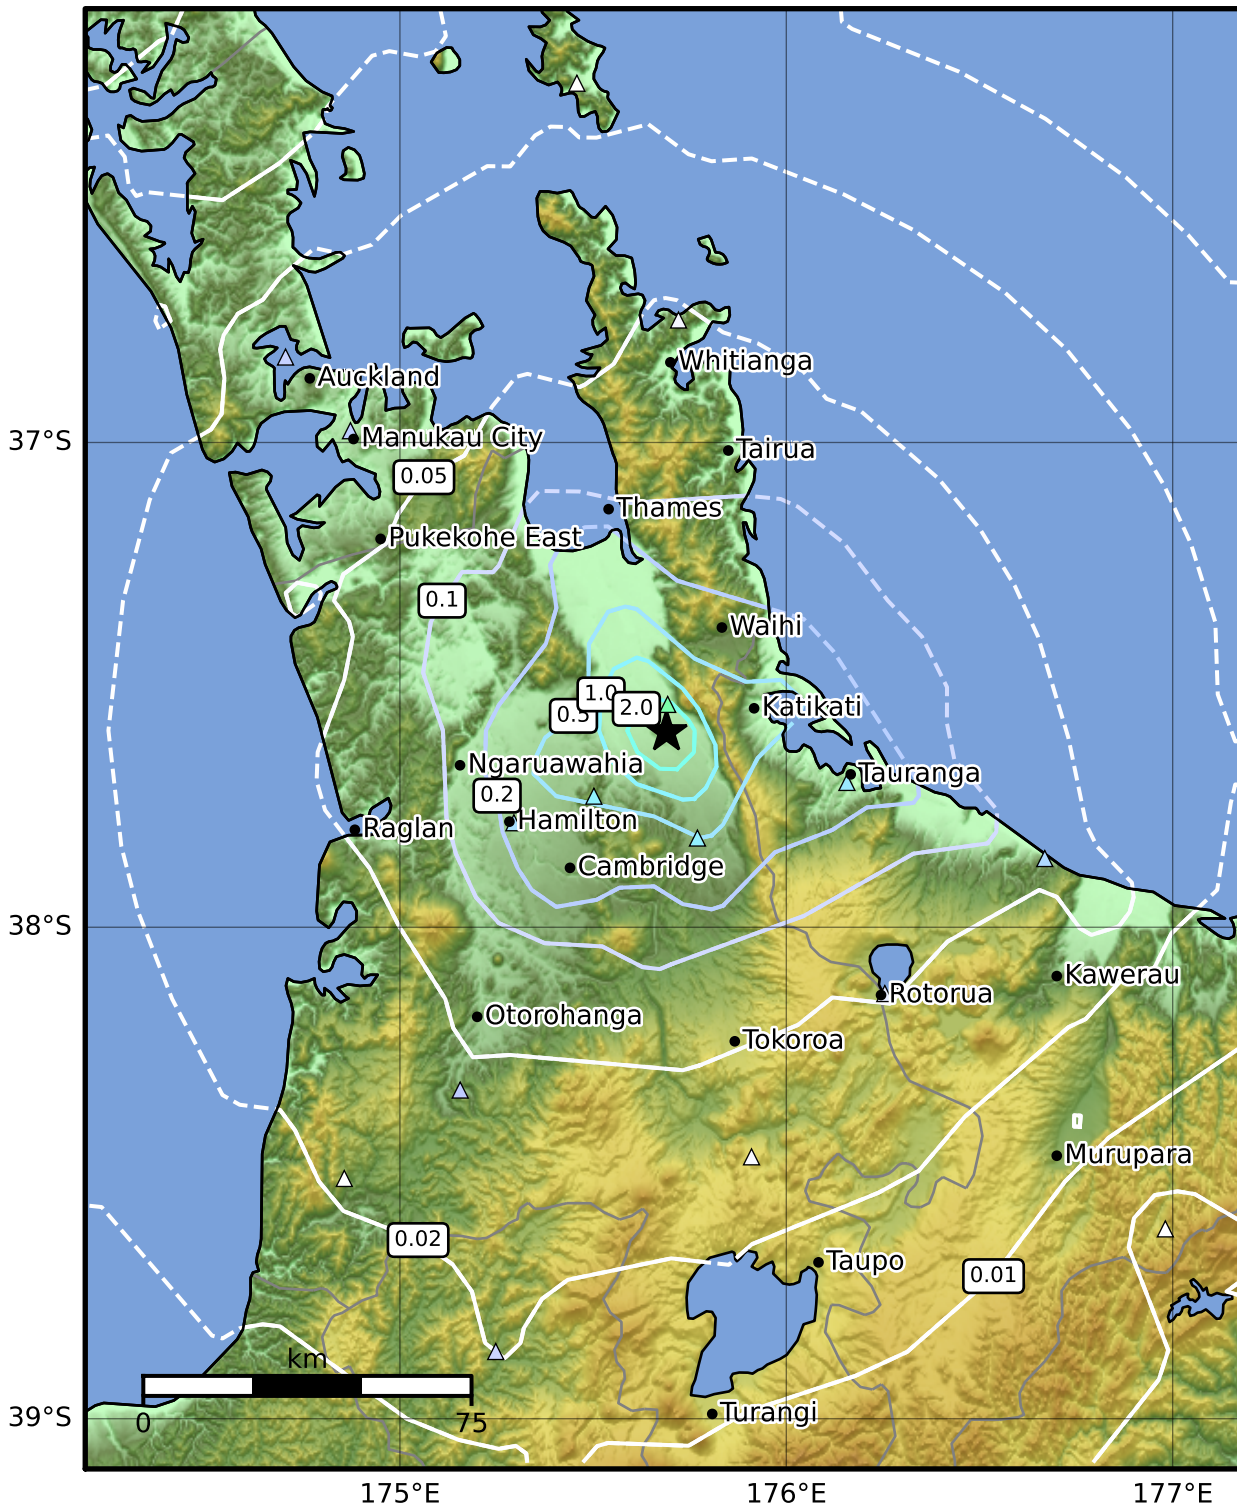 Whitianga
Auckland
Manukau City
37°S
Tairua
0.05
Thames
Pukekohe East
0.1
Waihi
1.0
0.5
2.0
Katikati
Ngaruawahia
Tauranga
0.2
Hamilton
Raglan
Cambridge
38°S
Kawerau
Rotorua
Otorohanga
Tokoroa
Murupara
0.02
Taupo
0.01
km
0
75
Turangi
39°S
175°E
176°E
177°E